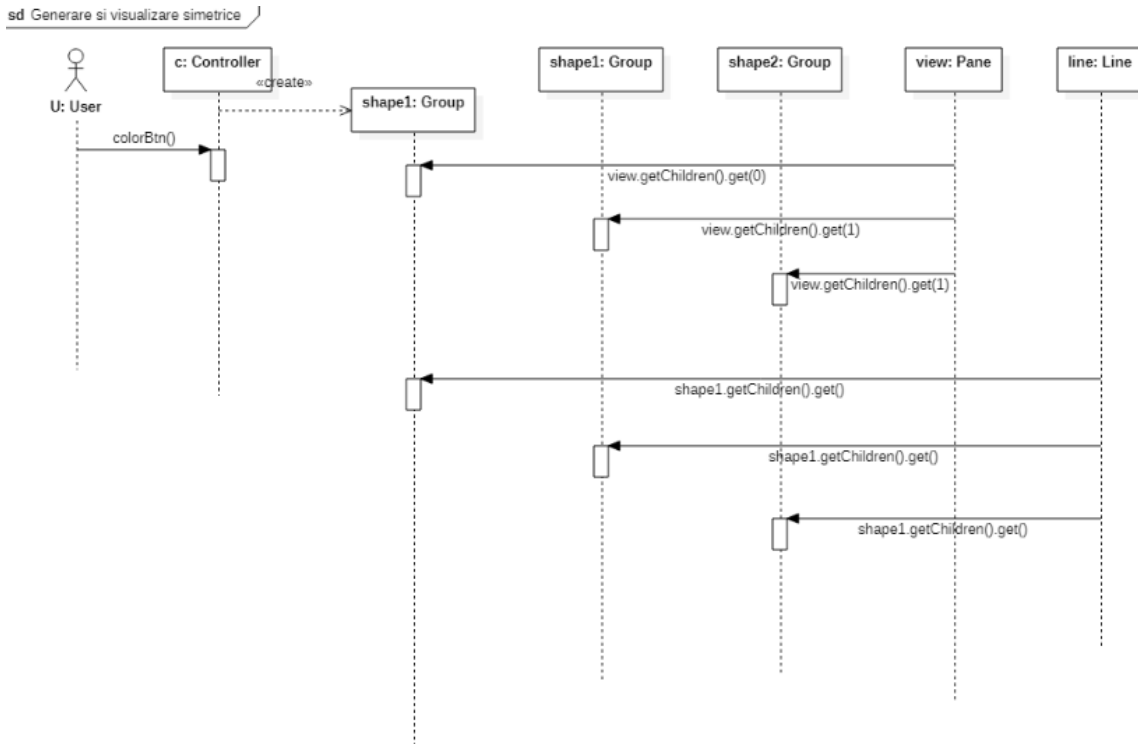 sd Generare si visualizare simetrice
c: Controller
shape1: Group
shape2: Group
view: Pane
line: Line
«create»
shape1: Group
U: User
colorBtn()
view.getChildren().get(0)
view.getChildren().get(1)
view.getChildren().get(1)
shape1.getChildren().get()
shape1.getChildren().get()
shape1.getChildren().get()